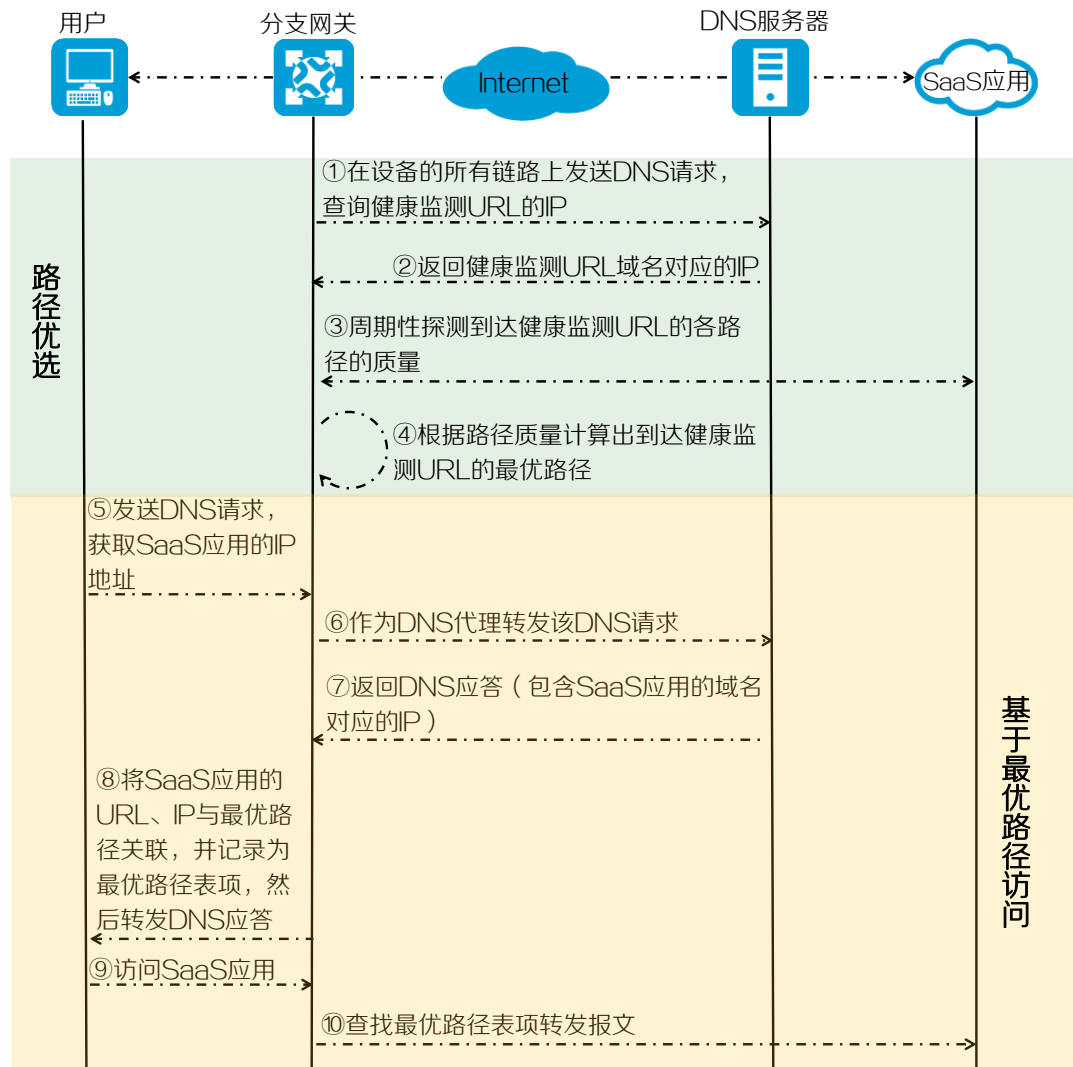 用户
分支网关
DNS服务器
Internet
SaaS应用
路径优选
①在设备的所有链路上发送DNS请求，
查询健康监测URL的IP
②返回健康监测URL域名对应的IP
③周期性探测到达健康监测URL的各路
径的质量
④根据路径质量计算出到达健康监
测URL的最优路径
基于最优路径访问
⑤发送DNS请求，
获取SaaS应用的IP
地址
⑥作为DNS代理转发该DNS请求
⑦返回DNS应答（包含SaaS应用的域名
对应的IP）
⑧将SaaS应用的
URL、IP与最优路
径关联，并记录为
最优路径表项，然
后转发DNS应答
⑨访问SaaS应用
⑩查找最优路径表项转发报文